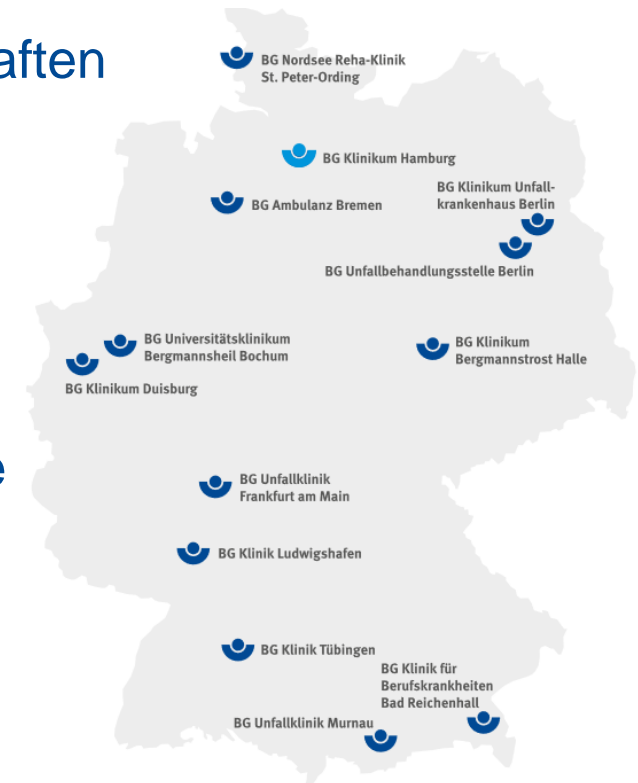 aften
BG Nordsee Reha-Klinik
St. Peter-Ording
BG Klinikum Hamburg
BG Klinikum Unfall-
krankenhaus Berlin
BG Ambulanz Bremen
BG Unfallbehandlungsstelle Berlin
BG Universitätsklinikum
Bergmannsheil Bochum
BG Klinikum
Bergmannstrost Halle
BG Klinikum Duisburg
e
BG Unfallklinik
Frankfurt am Main
BG Klinik Ludwigshafen
BG Klinik Tübingen
BG Klinik für
Berufskrankheiten
Bad Reichenhall
BG Unfallklinik Murnau